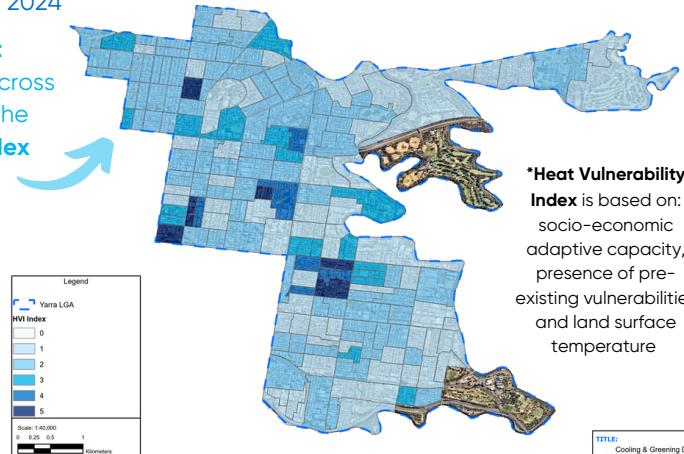 2024
:
cross
he
dex
*Heat Vulnerability
Index is based on:
socio-economic
adaptive capacity,
presence of pre-
existing vulnerabilitie
and land surface
temperature
Legend
Yarra LGA
HVI Index
0
1
2
3
4
5
Scale: 1:40,000
0 0.25 0.5 1
Kilometers
TITLE:
Cooling & Greening D